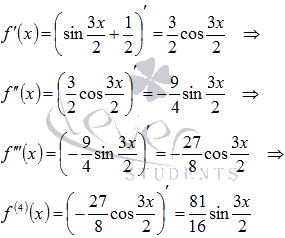 f′(x) = (sin 3x/2 + 1/2)′ = 3/2 cos 3x/2 ⇒
f″(x) = (3/2 cos 3x/2)′ = −9/4 sin 3x/2 ⇒
f‴(x) = (−9/4 sin 3x/2)′ = −27/8 cos 3x/2 ⇒
f⁽⁴⁾(x) = (−27/8 cos 3x/2)′ = 81/16 sin 3x/2
clever
STUDENTS